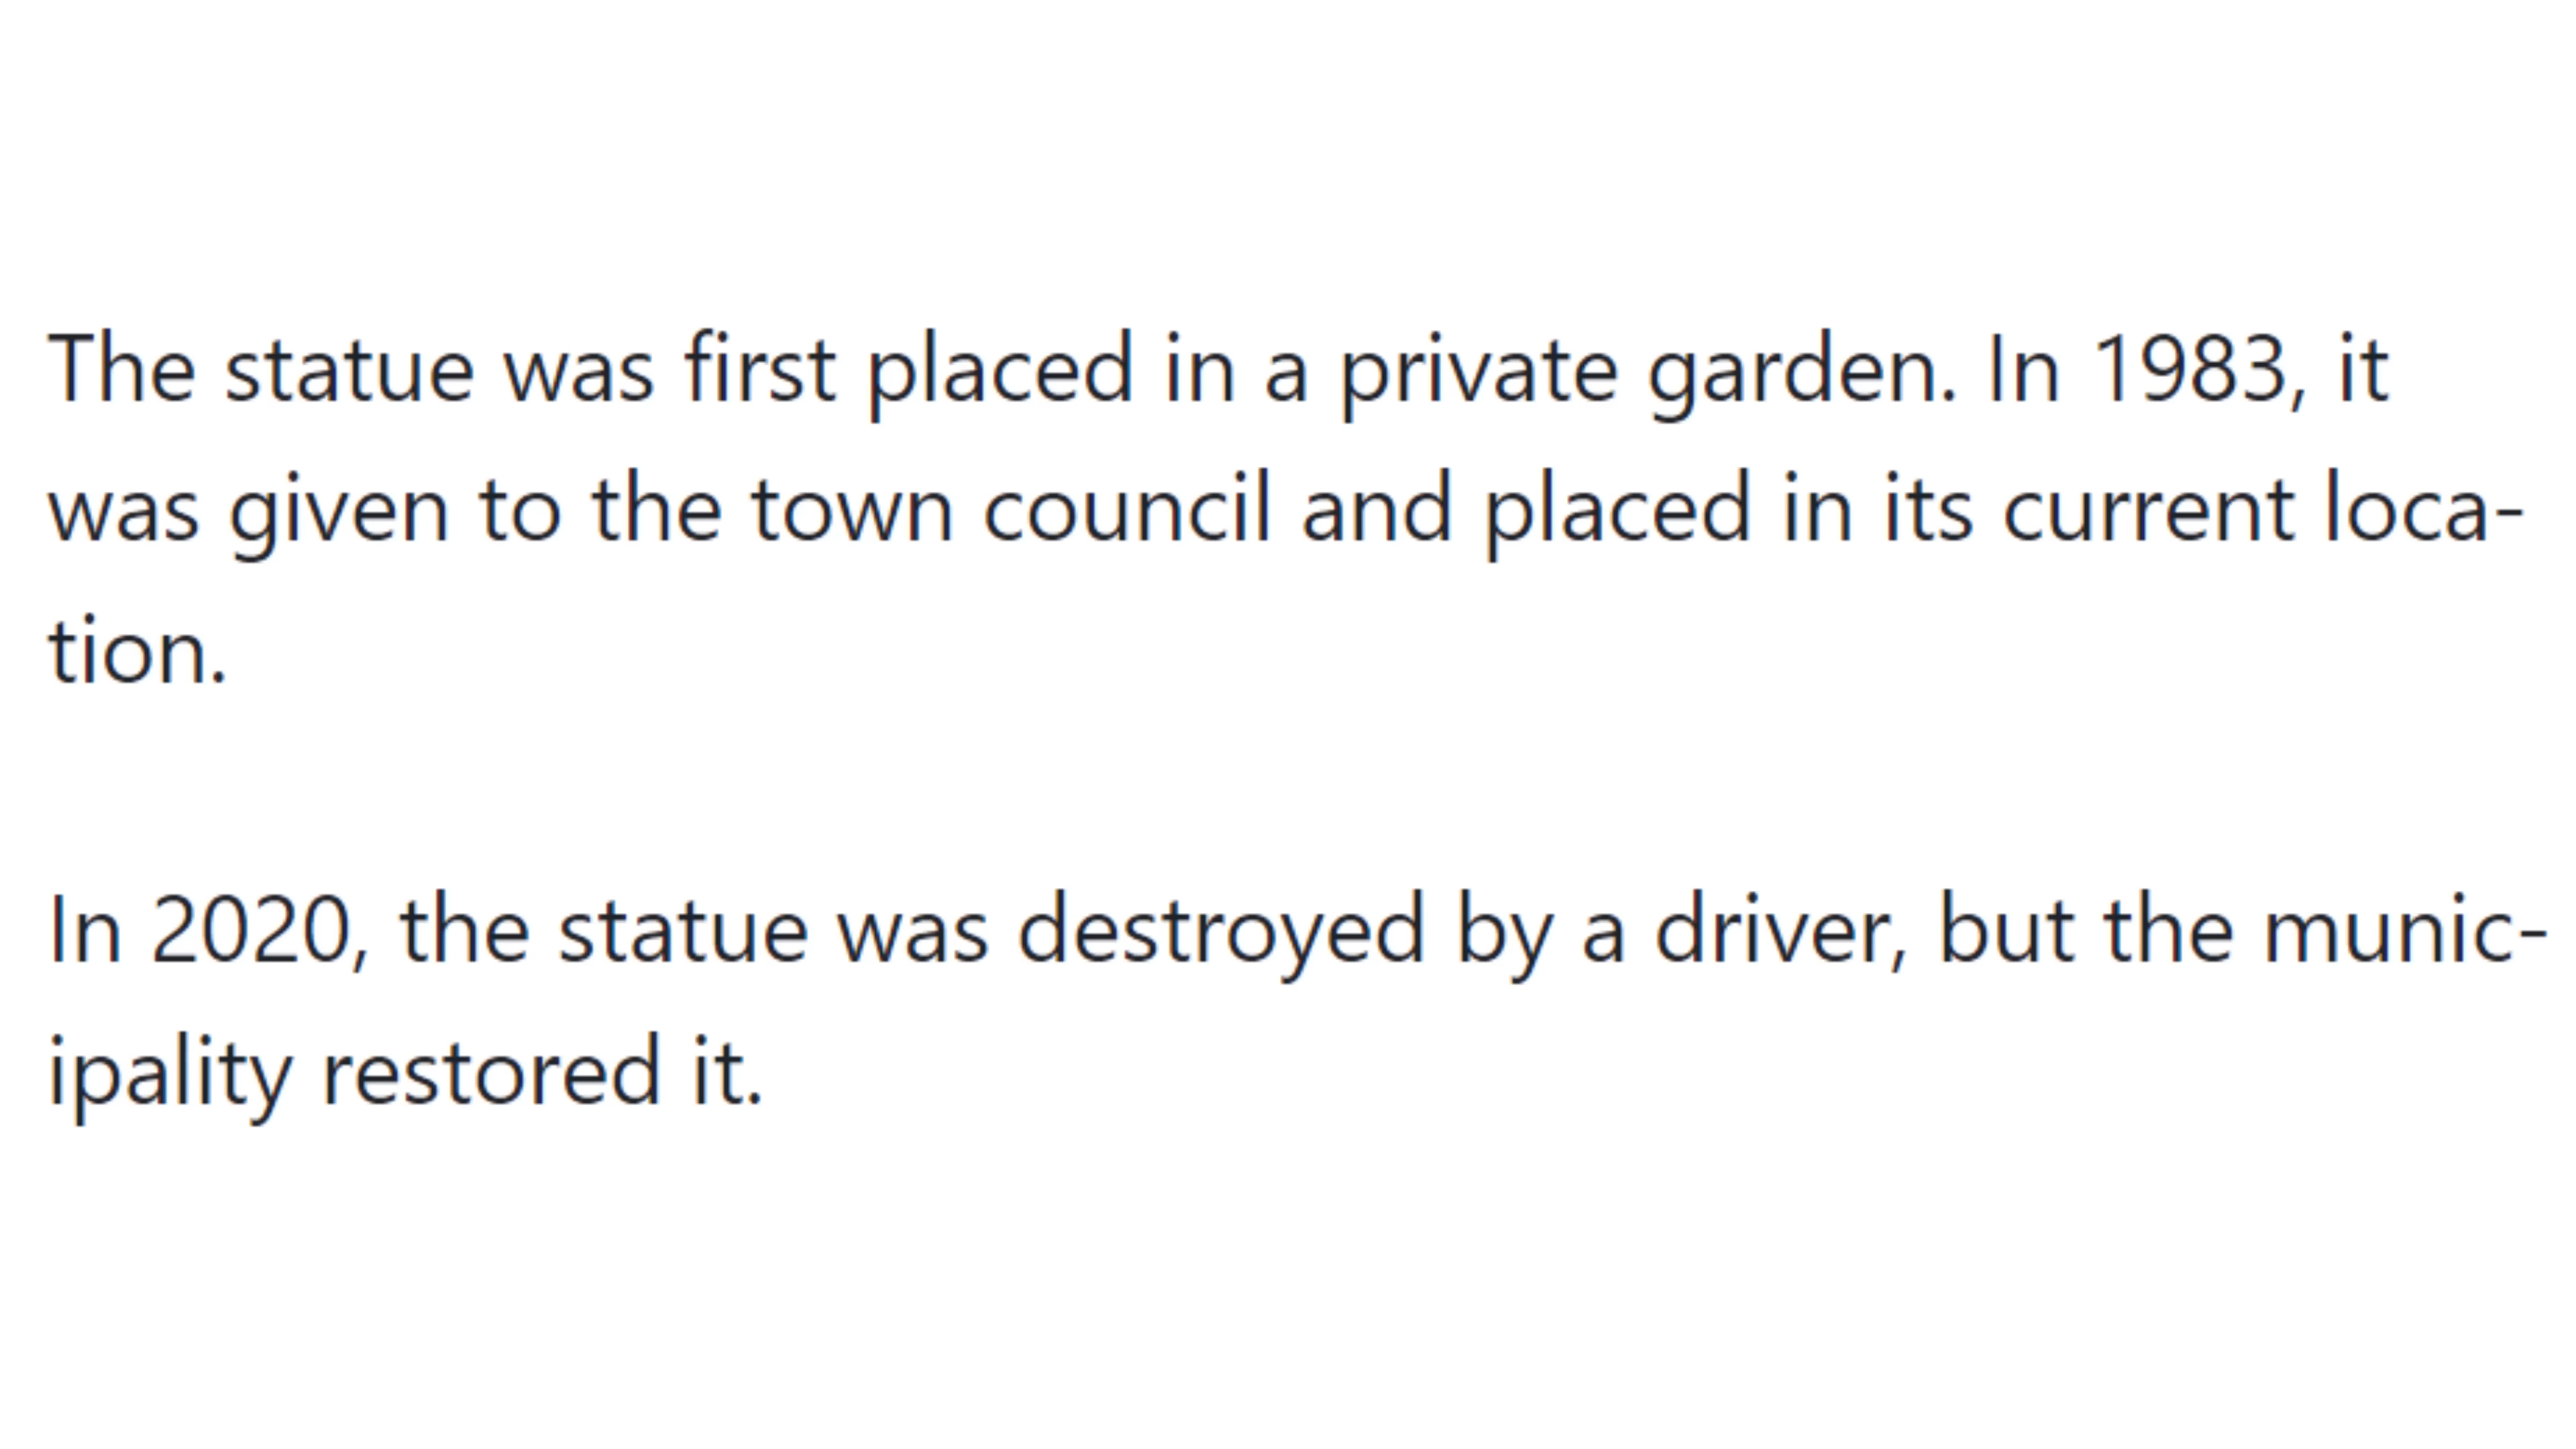 The statue was first placed in a private garden. In 1983, it
was given to the town council and placed in its current loca-
tion.
In 2020, the statue was destroyed by a driver, but the munic-
ipality restored it.